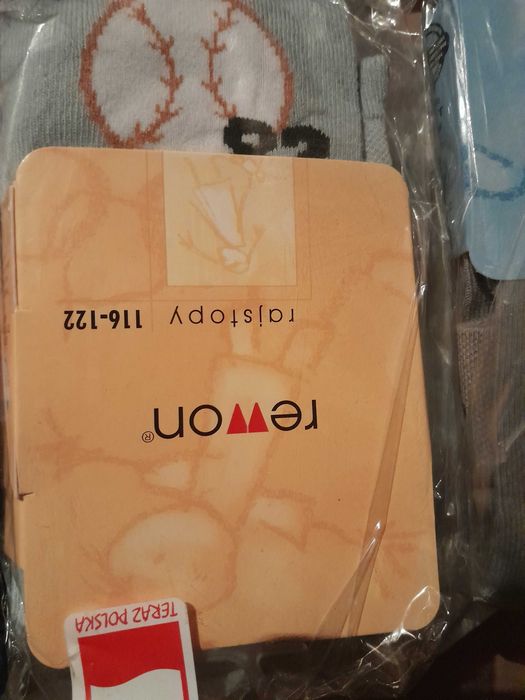 TERAZ POLSKA
rewon®
rajstopy 116-122